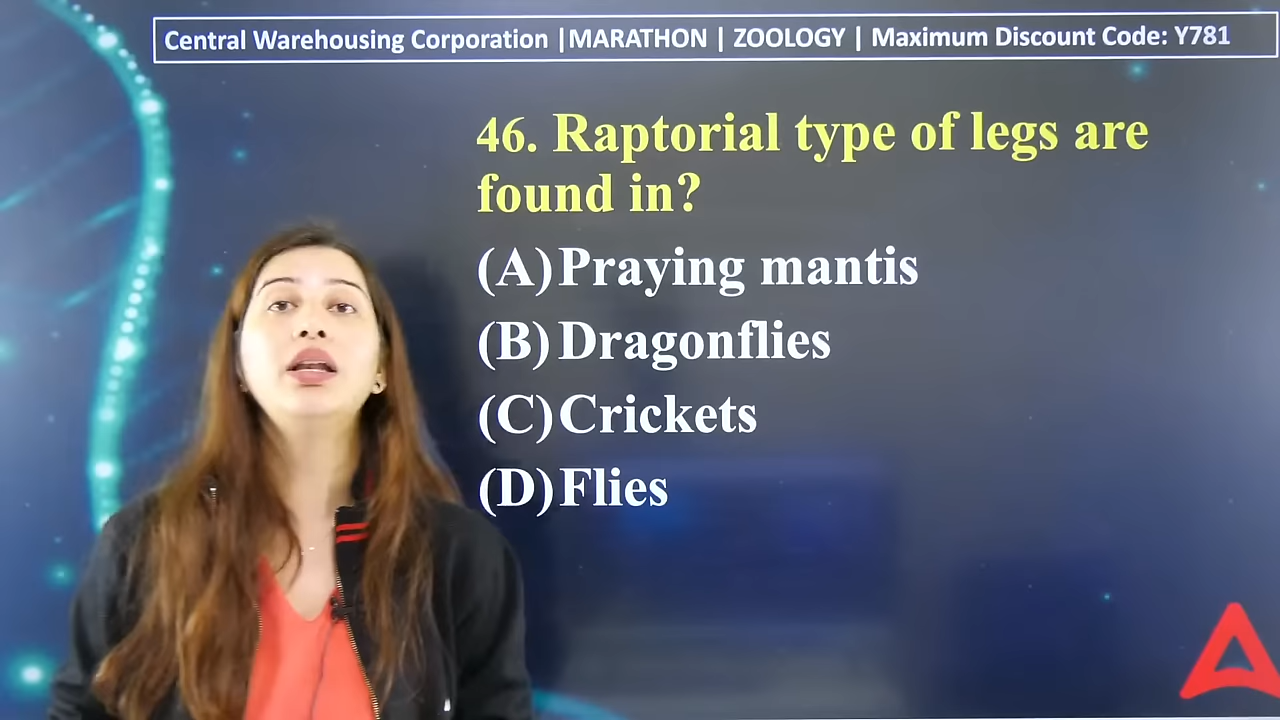 Central Warehousing Corporation |MARATHON | ZOOLOGY | Maximum Discount Code: Y781
46. Raptorial type of legs are
found in?
(A) Praying mantis
(B) Dragonflies
(C) Crickets
(D) Flies